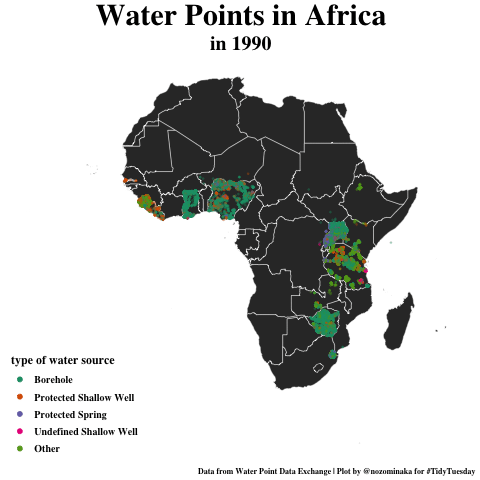 Water Points in Africa
in 1990
type of water source
Borehole
Protected Shallow Well
Protected Spring
Undefined Shallow Well
Other
Data from Water Point Data Exchange | Plot by @nozominaka for #TidyTuesday